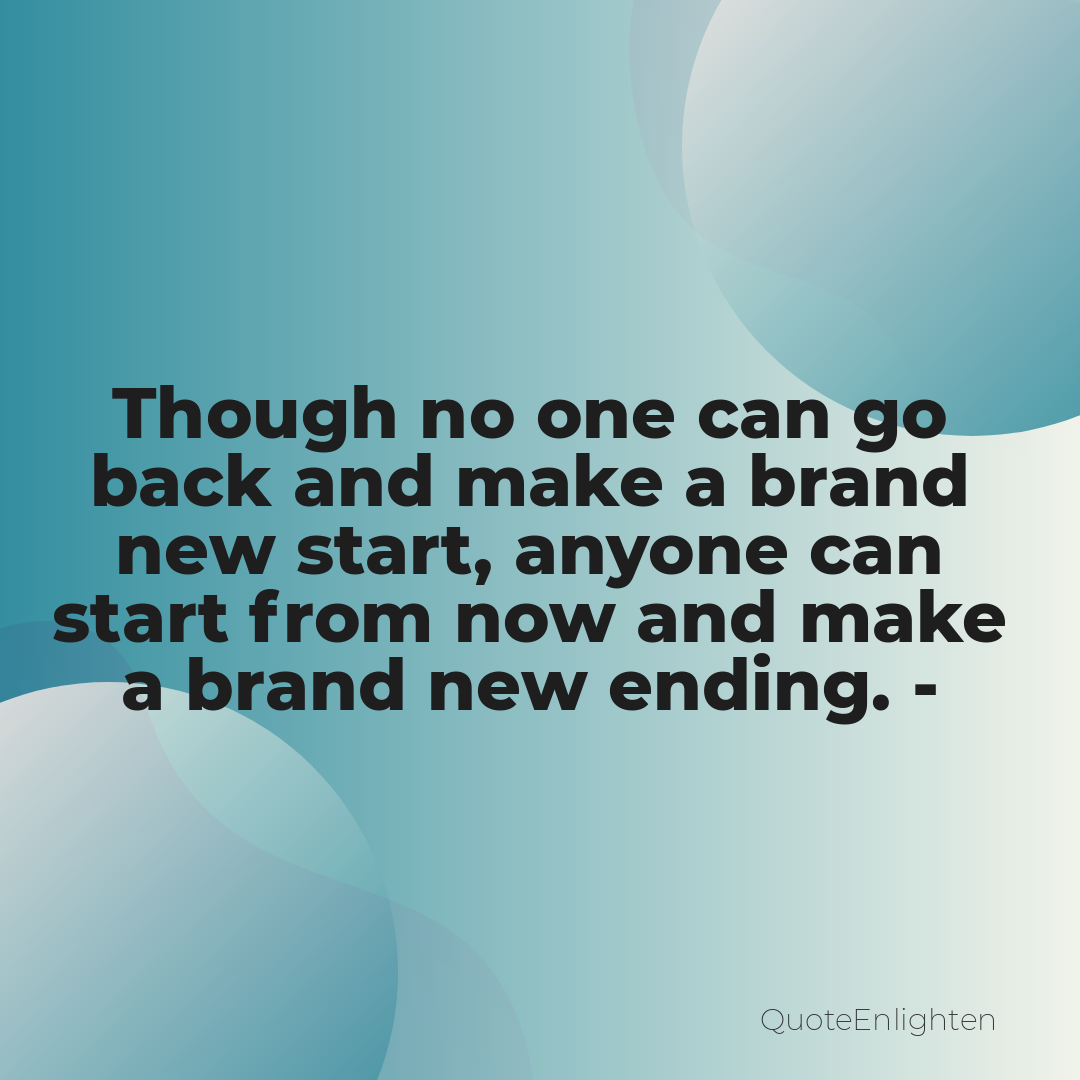 Though no one can go
back and make a brand
new start, anyone can
start from now and make
a brand new ending. -
QuoteEnlighten